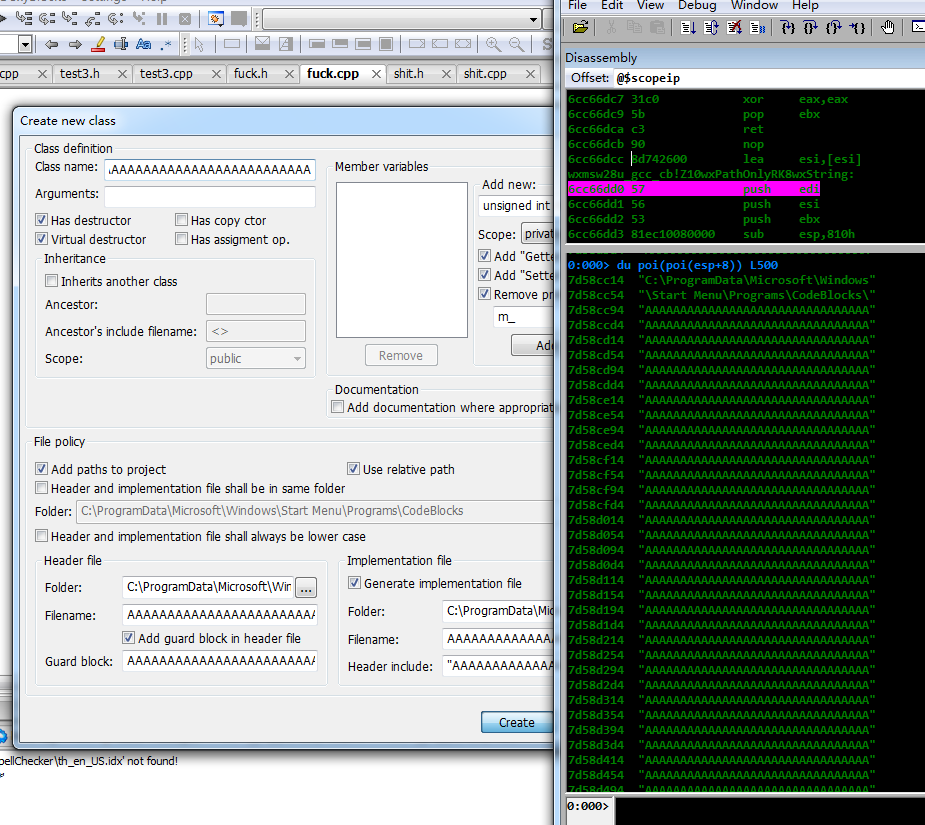 cpp test3.h test3.cpp fuck.h fuck.cpp shit.h shit.cpp
Create new class
Class definition
Class name: AAAAAAAAAAAAAAAAAAAAAAAAAA
Arguments:
Has destructor Has copy ctor
Virtual destructor Has assigment op.
Inheritance
Inherits another class
Ancestor:
Ancestor's include filename: <>
Scope: public
Member variables
Remove
Add new:
unsigned int
Scope: privat
Add "Gette
Add "Sette
Remove pr
m_
Add
Documentation
Add documentation where appropriat
File policy
Add paths to project Use relative path
Header and implementation file shall be in same folder
Folder: C:\ProgramData\Microsoft\Windows\Start Menu\Programs\CodeBlocks
Header and implementation file shall always be lower case
Header file
Folder: C:\ProgramData\Microsoft\Wir ...
Filename: AAAAAAAAAAAAAAAAAAAAAAAA
Add guard block in header file
Guard block: AAAAAAAAAAAAAAAAAAAAAAAA
Implementation file
Generate implementation file
Folder: C:\ProgramData\Mic
Filename: AAAAAAAAAAAAA
Header include: "AAAAAAAAAAAAA
Create
pellChecker\th_en_US.idx' not found!
File Edit View Debug Window Help
Disassembly
Offset: @$scopeip
6cc66dc7 31c0 xor eax,eax
6cc66dc9 5b pop ebx
6cc66dca c3 ret
6cc66dcb 90 nop
6cc66dcc 8d742600 lea esi,[esi]
wxmsw28u_gcc_cb!Z10wxPathOnlyRK8wxString:
6cc66dd0 57 push edi
6cc66dd1 56 push esi
6cc66dd2 53 push ebx
6cc66dd3 81ec10080000 sub esp,810h
0:000> du poi(poi(esp+8)) L500
7d58cc14 "C:\ProgramData\Microsoft\Windows"
7d58cc54 "\Start Menu\Programs\CodeBlocks\"
7d58cc94 "AAAAAAAAAAAAAAAAAAAAAAAAAAAAAAAA"
7d58ccd4 "AAAAAAAAAAAAAAAAAAAAAAAAAAAAAAAA"
7d58cd14 "AAAAAAAAAAAAAAAAAAAAAAAAAAAAAAAA"
7d58cd54 "AAAAAAAAAAAAAAAAAAAAAAAAAAAAAAAA"
7d58cd94 "AAAAAAAAAAAAAAAAAAAAAAAAAAAAAAAA"
7d58cdd4 "AAAAAAAAAAAAAAAAAAAAAAAAAAAAAAAA"
7d58ce14 "AAAAAAAAAAAAAAAAAAAAAAAAAAAAAAAA"
7d58ce54 "AAAAAAAAAAAAAAAAAAAAAAAAAAAAAAAA"
7d58ce94 "AAAAAAAAAAAAAAAAAAAAAAAAAAAAAAAA"
7d58ced4 "AAAAAAAAAAAAAAAAAAAAAAAAAAAAAAAA"
7d58cf14 "AAAAAAAAAAAAAAAAAAAAAAAAAAAAAAAA"
7d58cf54 "AAAAAAAAAAAAAAAAAAAAAAAAAAAAAAAA"
7d58cf94 "AAAAAAAAAAAAAAAAAAAAAAAAAAAAAAAA"
7d58cfd4 "AAAAAAAAAAAAAAAAAAAAAAAAAAAAAAAA"
7d58d014 "AAAAAAAAAAAAAAAAAAAAAAAAAAAAAAAA"
7d58d054 "AAAAAAAAAAAAAAAAAAAAAAAAAAAAAAAA"
7d58d094 "AAAAAAAAAAAAAAAAAAAAAAAAAAAAAAAA"
7d58d0d4 "AAAAAAAAAAAAAAAAAAAAAAAAAAAAAAAA"
7d58d114 "AAAAAAAAAAAAAAAAAAAAAAAAAAAAAAAA"
7d58d154 "AAAAAAAAAAAAAAAAAAAAAAAAAAAAAAAA"
7d58d194 "AAAAAAAAAAAAAAAAAAAAAAAAAAAAAAAA"
7d58d1d4 "AAAAAAAAAAAAAAAAAAAAAAAAAAAAAAAA"
7d58d214 "AAAAAAAAAAAAAAAAAAAAAAAAAAAAAAAA"
7d58d254 "AAAAAAAAAAAAAAAAAAAAAAAAAAAAAAAA"
7d58d294 "AAAAAAAAAAAAAAAAAAAAAAAAAAAAAAAA"
7d58d2d4 "AAAAAAAAAAAAAAAAAAAAAAAAAAAAAAAA"
7d58d314 "AAAAAAAAAAAAAAAAAAAAAAAAAAAAAAAA"
7d58d354 "AAAAAAAAAAAAAAAAAAAAAAAAAAAAAAAA"
7d58d394 "AAAAAAAAAAAAAAAAAAAAAAAAAAAAAAAA"
7d58d3d4 "AAAAAAAAAAAAAAAAAAAAAAAAAAAAAAAA"
7d58d414 "AAAAAAAAAAAAAAAAAAAAAAAAAAAAAAAA"
7d58d454 "AAAAAAAAAAAAAAAAAAAAAAAAAAAAAAAA"
7d58d494 "AAAAAAAAAAAAAAAAAAAAAAAAAAAAAAAA"
0:000>